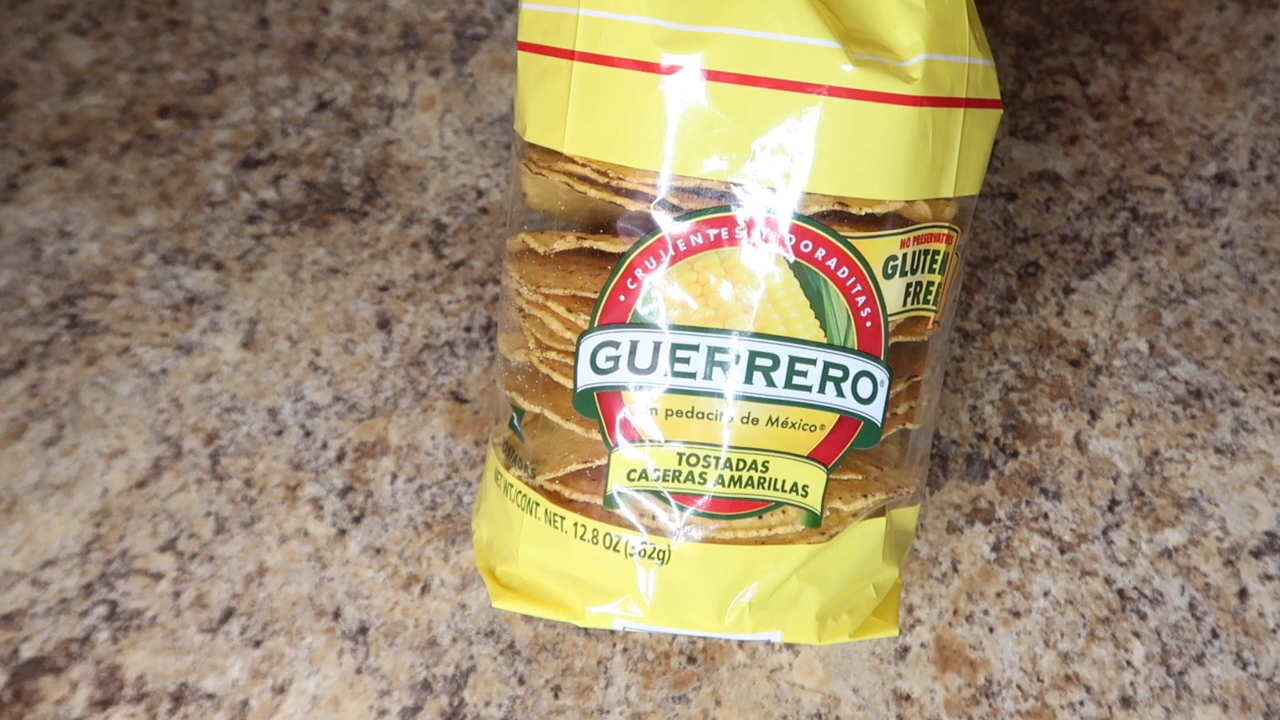 • CRUJIENTES Y DORADITAS •
NO PRESERVATIVES
GLUTEN
FREE
GUERRERO®
Un pedacito de México®
TOSTADAS
CASERAS AMARILLAS
NET WT./CONT. NET. 12.8 OZ (362g)